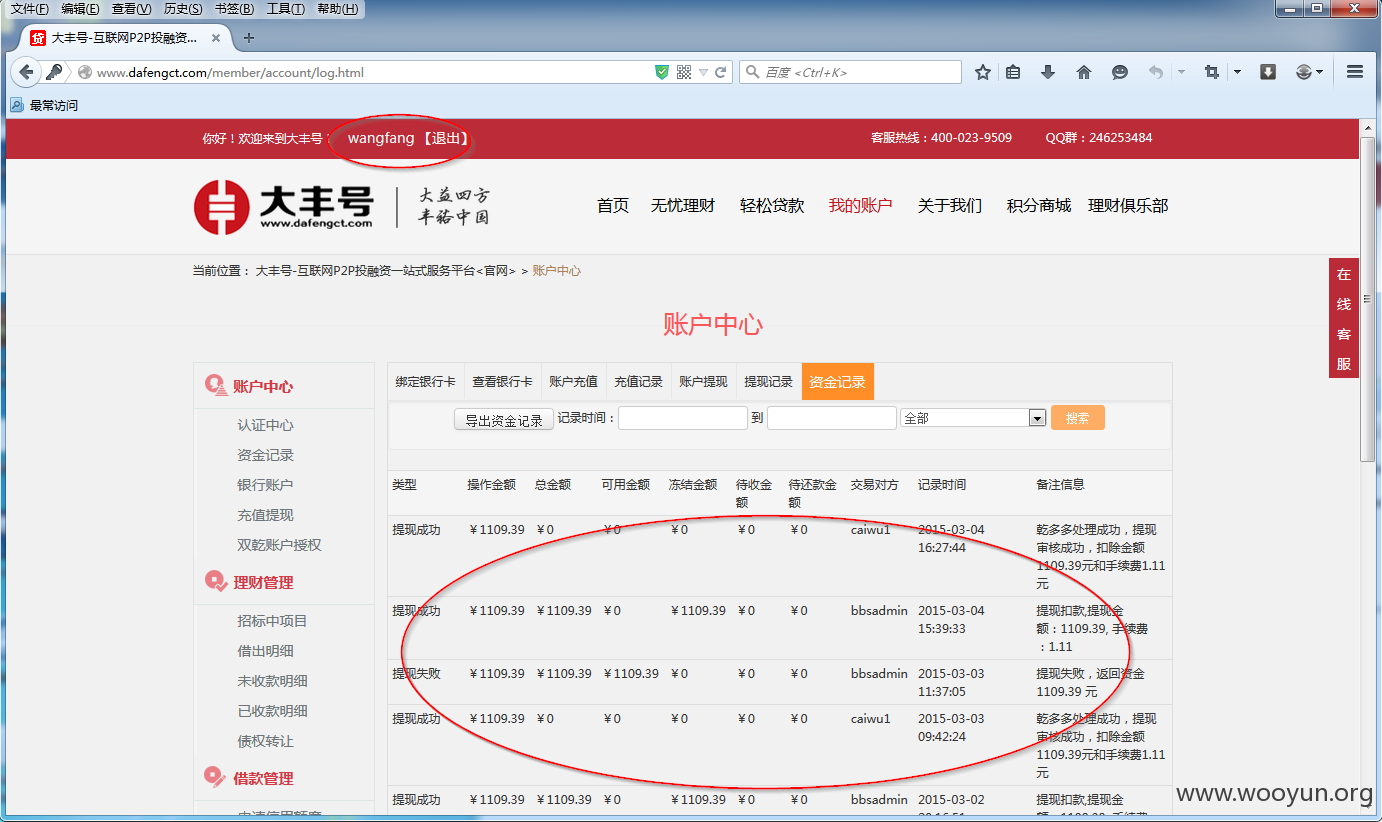 文件(F) 编辑(E) 查看(V) 历史(S) 书签(B) 工具(T) 帮助(H)
贷 大丰号-互联网P2P投融资...
www.dafengct.com/member/account/log.html
百度 <Ctrl+K>
最常访问
你好！欢迎来到大丰号！ wangfang 【退出】 客服热线：400-023-9509 QQ群：246253484
大丰号
www.dafengct.com
大益四方
丰裕中国
首页 无忧理财 轻松贷款 我的账户 关于我们 积分商城 理财俱乐部
当前位置： 大丰号-互联网P2P投融资一站式服务平台<官网> > 账户中心
在
线
客
服
账户中心
账户中心
认证中心
资金记录
银行账户
充值提现
双乾账户授权
理财管理
招标中项目
借出明细
未收款明细
已收款明细
债权转让
借款管理
绑定银行卡 查看银行卡 账户充值 充值记录 账户提现 提现记录 资金记录
导出资金记录 记录时间： 到 全部 搜索
类型 操作金额 总金额 可用金额 冻结金额 待收金额 待还款金额 交易对方 记录时间 备注信息
提现成功 ￥1109.39 ￥0 ￥0 ￥0 ￥0 ￥0 caiwu1 2015-03-04 16:27:44 乾多多处理成功，提现审核成功，扣除金额1109.39元和手续费1.11元
提现成功 ￥1109.39 ￥1109.39 ￥0 ￥1109.39 ￥0 ￥0 bbsadmin 2015-03-04 15:39:33 提现扣款,提现金额：1109.39, 手续费：1.11
提现失败 ￥1109.39 ￥1109.39 ￥1109.39 ￥0 ￥0 ￥0 bbsadmin 2015-03-03 11:37:05 提现失败，返回资金1109.39 元
提现成功 ￥1109.39 ￥0 ￥0 ￥0 ￥0 ￥0 caiwu1 2015-03-03 09:42:24 乾多多处理成功，提现审核成功，扣除金额1109.39元和手续费1.11元
提现成功 ￥1109.39 ￥1109.39 ￥0 ￥1109.39 ￥0 ￥0 bbsadmin 2015-03-02 提现扣款,提现金
www.wooyun.org